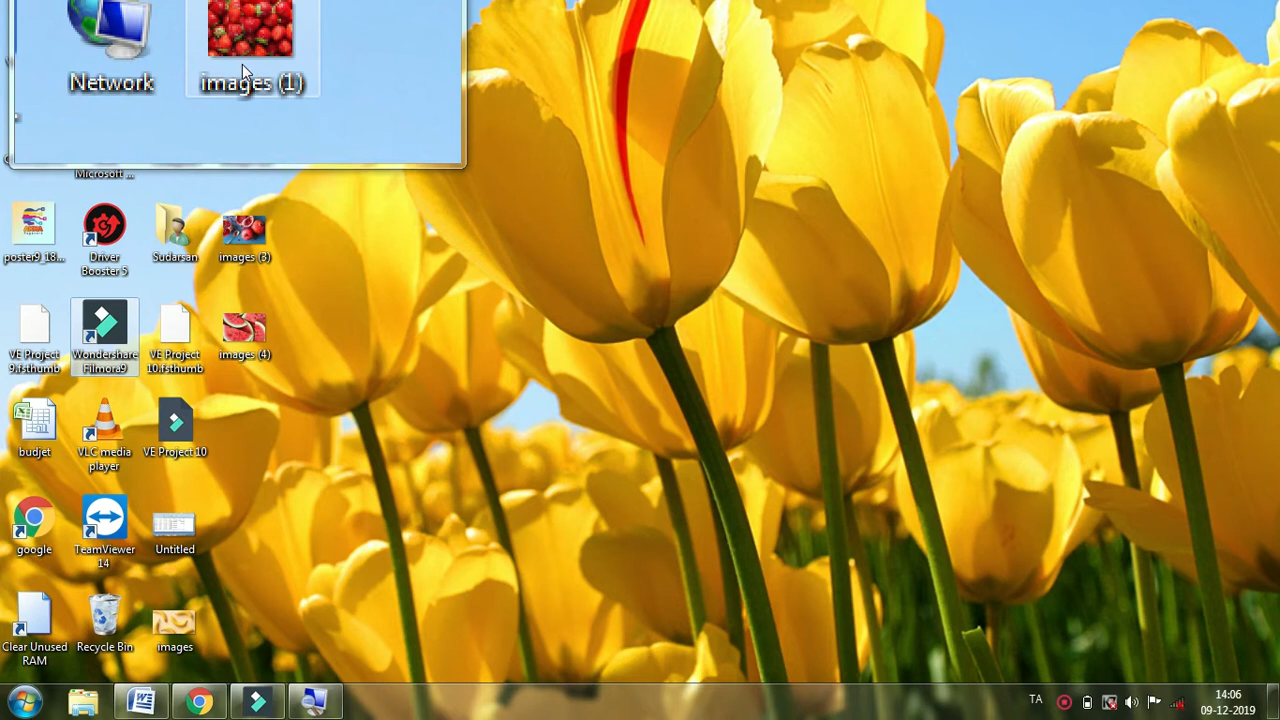 Network
images (1)
Microsoft ...
poster9_18...
Driver
Booster 5
Sudarsan
images (3)
VE Project
9.fsthumb
Wondershare
Filmora9
VE Project
10.fsthumb
images (4)
budjet
VLC media
player
VE Project 10
google
TeamViewer
14
Untitled
Clear Unused
RAM
Recycle Bin
images
TA
14:06
09-12-2019